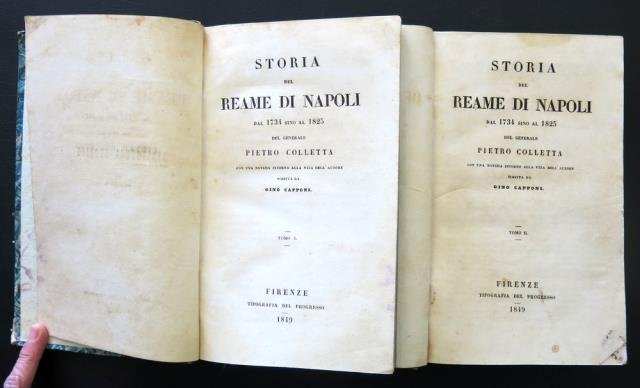 STORIA
DEL
REAME DI NAPOLI
DAL 1734 SINO AL 1825
DEL GENERALE
PIETRO COLLETTA
CON UNA NOTIZIA INTORNO ALLA VITA DELL'AUTORE
SCRITTA DA
GINO CAPPONI.
TOMO I.
FIRENZE
TIPOGRAFIA DEL PROGRESSO
1849
STORIA
DEL
REAME DI NAPOLI
DAL 1734 SINO AL 1825
DEL GENERALE
PIETRO COLLETTA
CON UNA NOTIZIA INTORNO ALLA VITA DELL'AUTORE
SCRITTA DA
GINO CAPPONI.
TOMO II.
FIRENZE
TIPOGRAFIA DEL PROGRESSO
1849